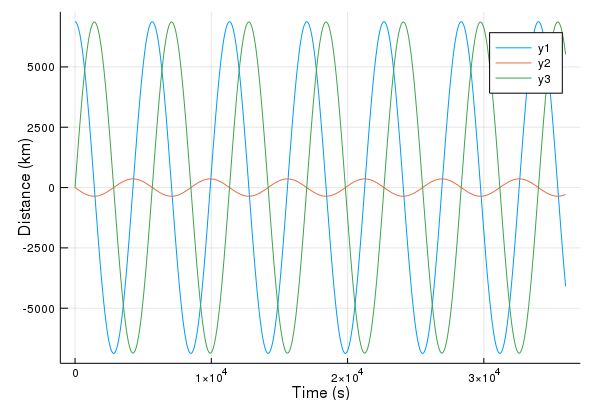 y1
y2
y3
5000
2500
0
-2500
-5000
Distance (km)
0
1×10⁴
2×10⁴
3×10⁴
Time (s)